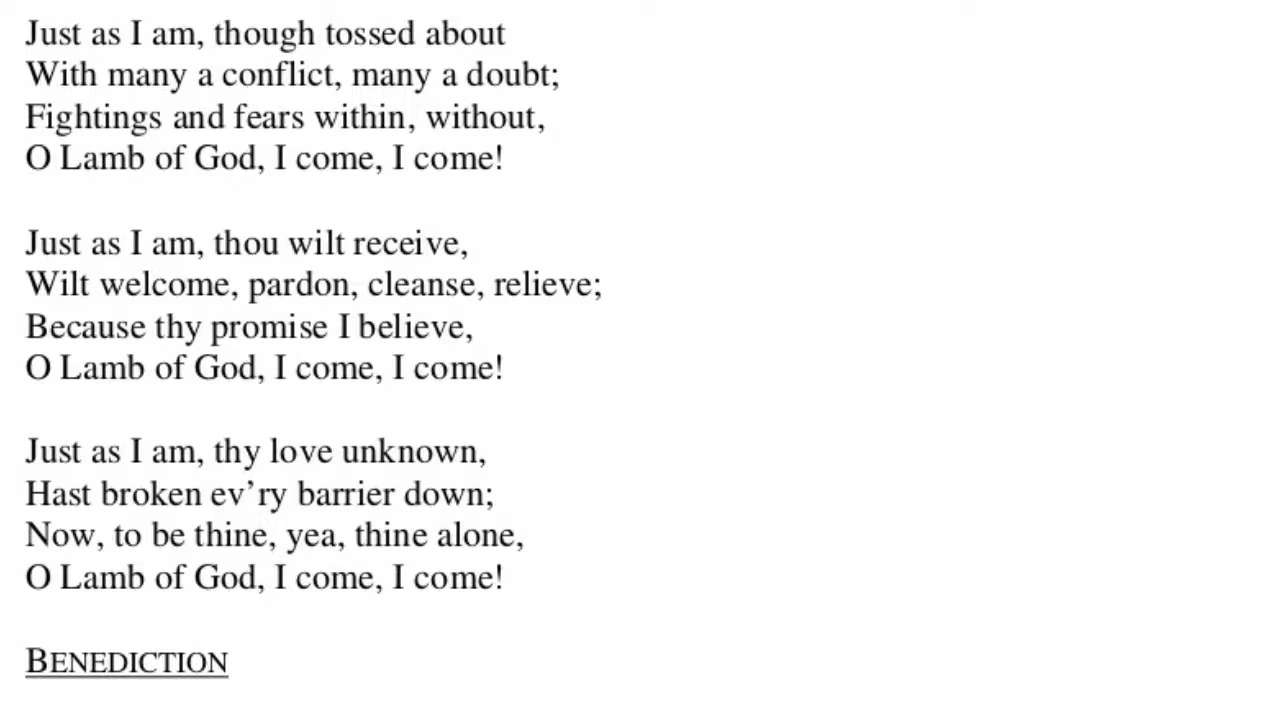 Just as I am, though tossed about
With many a conflict, many a doubt;
Fightings and fears within, without,
O Lamb of God, I come, I come!

Just as I am, thou wilt receive,
Wilt welcome, pardon, cleanse, relieve;
Because thy promise I believe,
O Lamb of God, I come, I come!

Just as I am, thy love unknown,
Hast broken ev’ry barrier down;
Now, to be thine, yea, thine alone,
O Lamb of God, I come, I come!

BENEDICTION